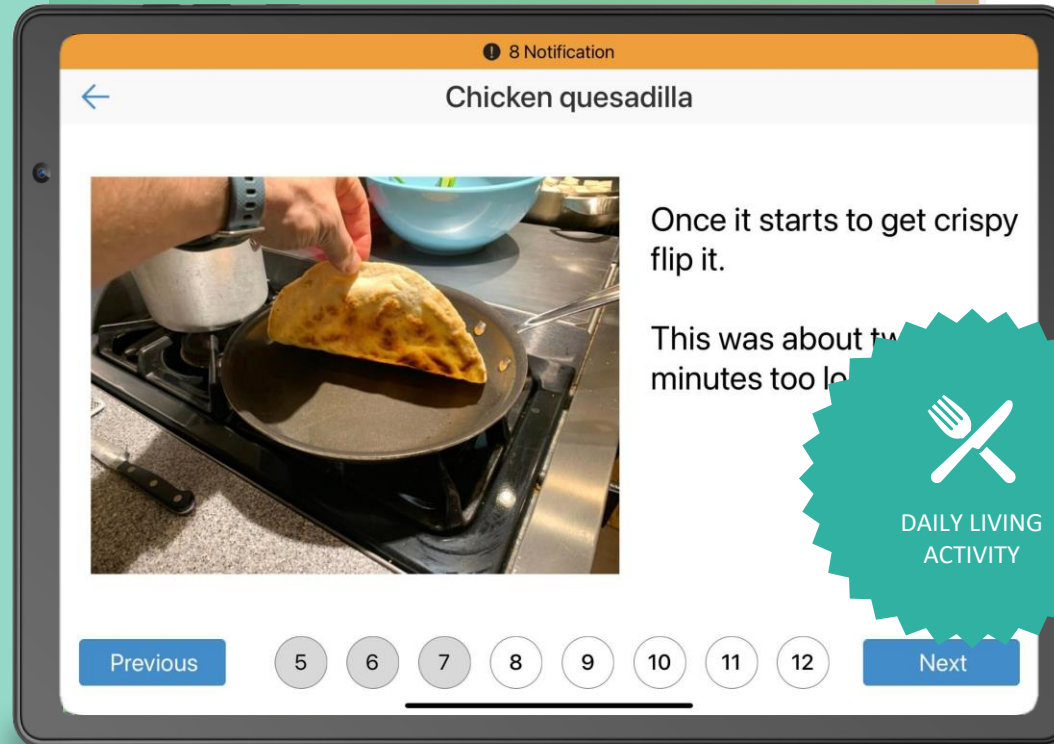 8 Notification
Chicken quesadilla
Once it starts to get crispy
flip it.
This was about
minutes too
DAILY LIVING
ACTIVITY
Previous
5
6
7
8
9
10
11
12
Next